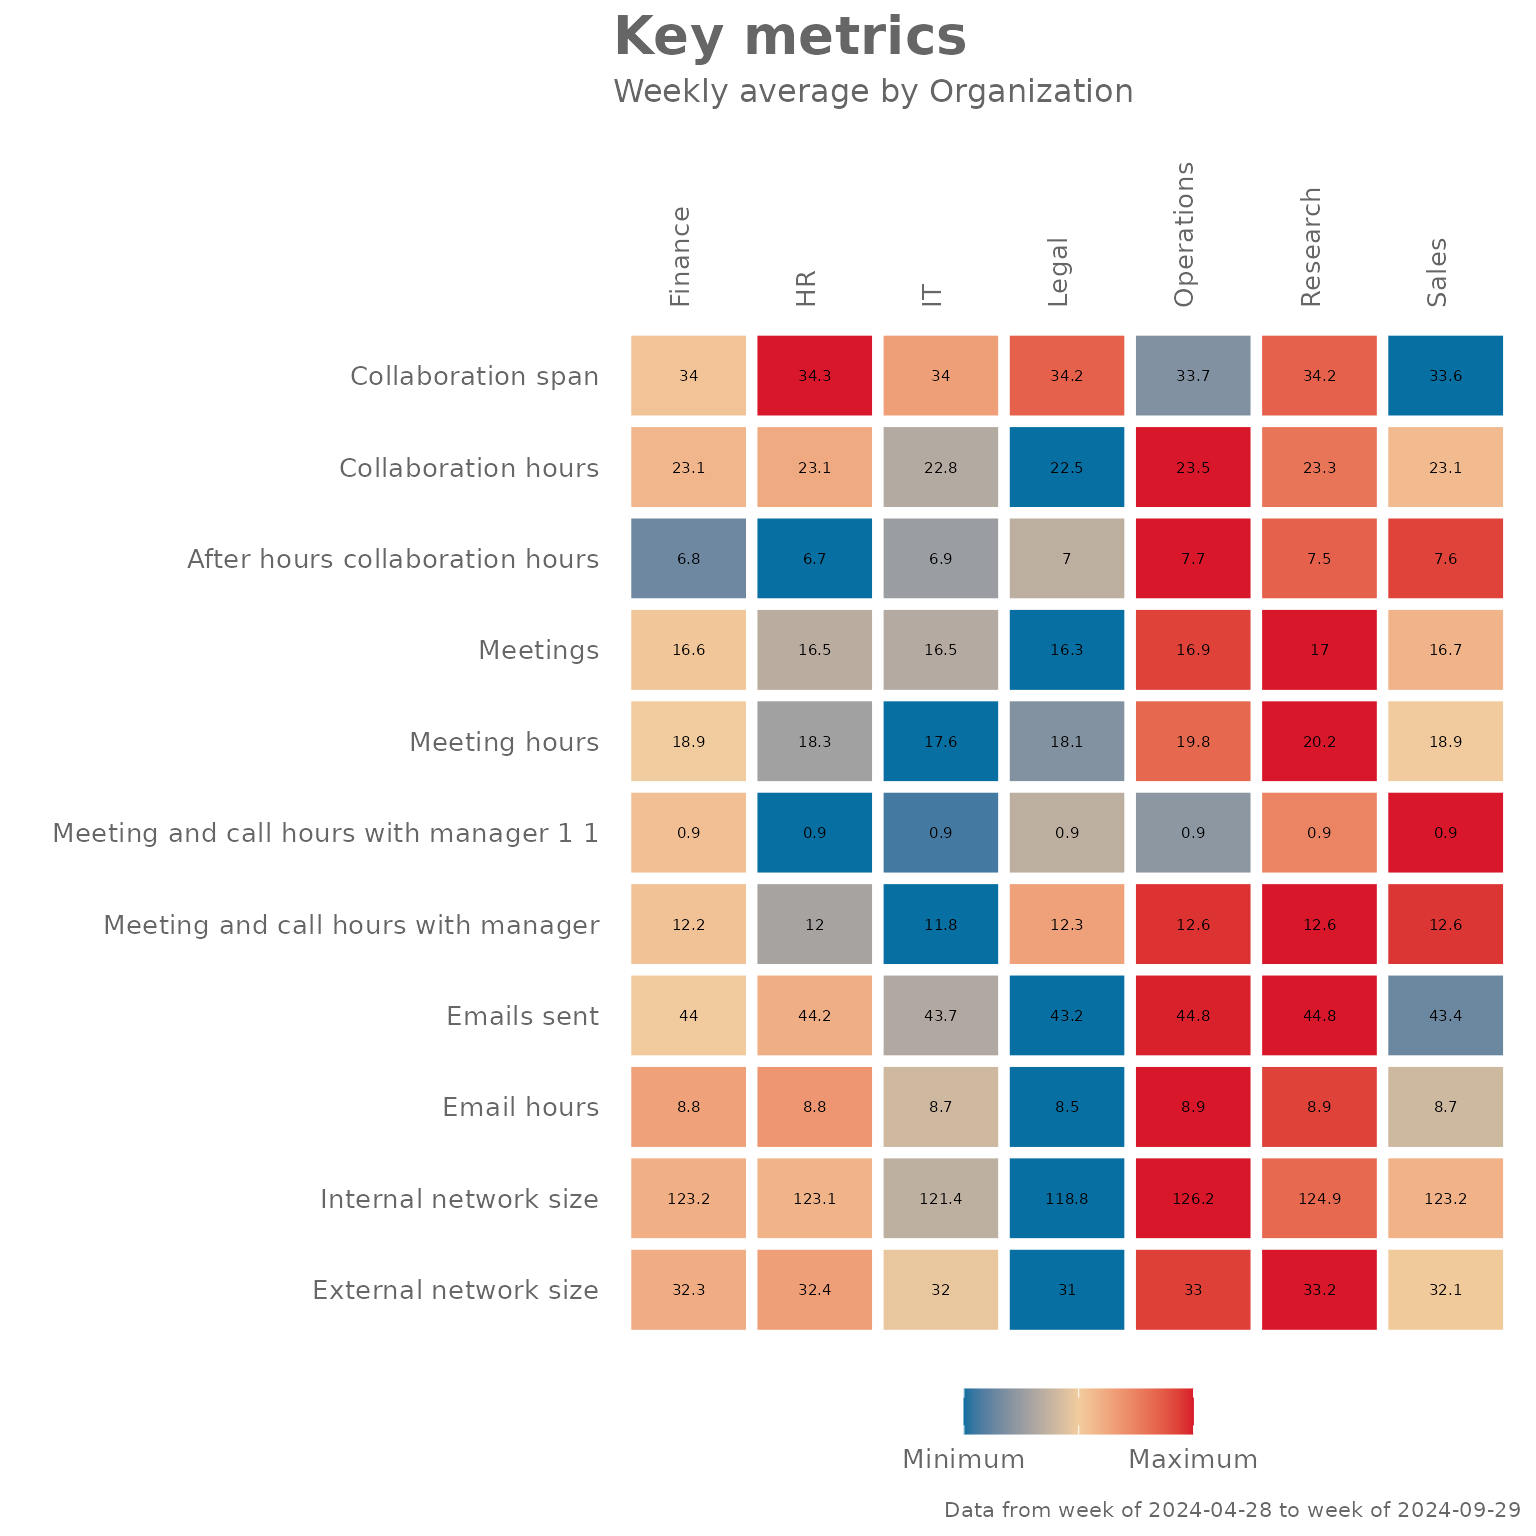 Key metrics
Weekly average by Organization
Finance HR IT Legal Operations Research Sales
Collaboration span 34 34.3 34 34.2 33.7 34.2 33.6
Collaboration hours 23.1 23.1 22.8 22.5 23.5 23.3 23.1
After hours collaboration hours 6.8 6.7 6.9 7 7.7 7.5 7.6
Meetings 16.6 16.5 16.5 16.3 16.9 17 16.7
Meeting hours 18.9 18.3 17.6 18.1 19.8 20.2 18.9
Meeting and call hours with manager 1 1 0.9 0.9 0.9 0.9 0.9 0.9 0.9
Meeting and call hours with manager 12.2 12 11.8 12.3 12.6 12.6 12.6
Emails sent 44 44.2 43.7 43.2 44.8 44.8 43.4
Email hours 8.8 8.8 8.7 8.5 8.9 8.9 8.7
Internal network size 123.2 123.1 121.4 118.8 126.2 124.9 123.2
External network size 32.3 32.4 32 31 33 33.2 32.1
Minimum Maximum
Data from week of 2024-04-28 to week of 2024-09-29